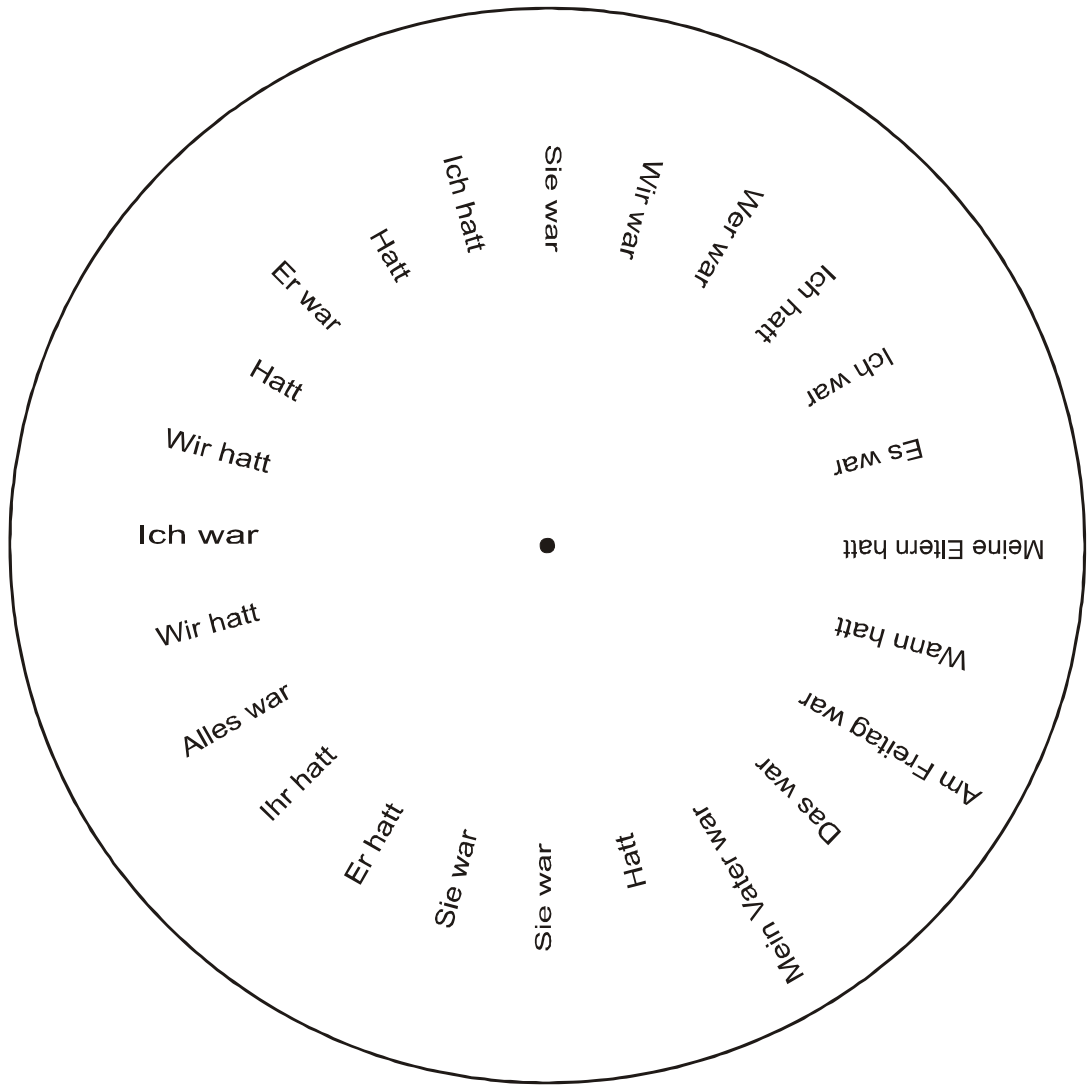 Sie war
Wir war
Wer war
Ich hatt
Ich war
Es war
Meine Eltern hatt
Wann hatt
Am Freitag war
Das war
Mein Vater war
Hatt
Sie war
Sie war
Er hatt
Ihr hatt
Alles war
Wir hatt
Ich war
Wir hatt
Hatt
Er war
Hatt
Ich hatt